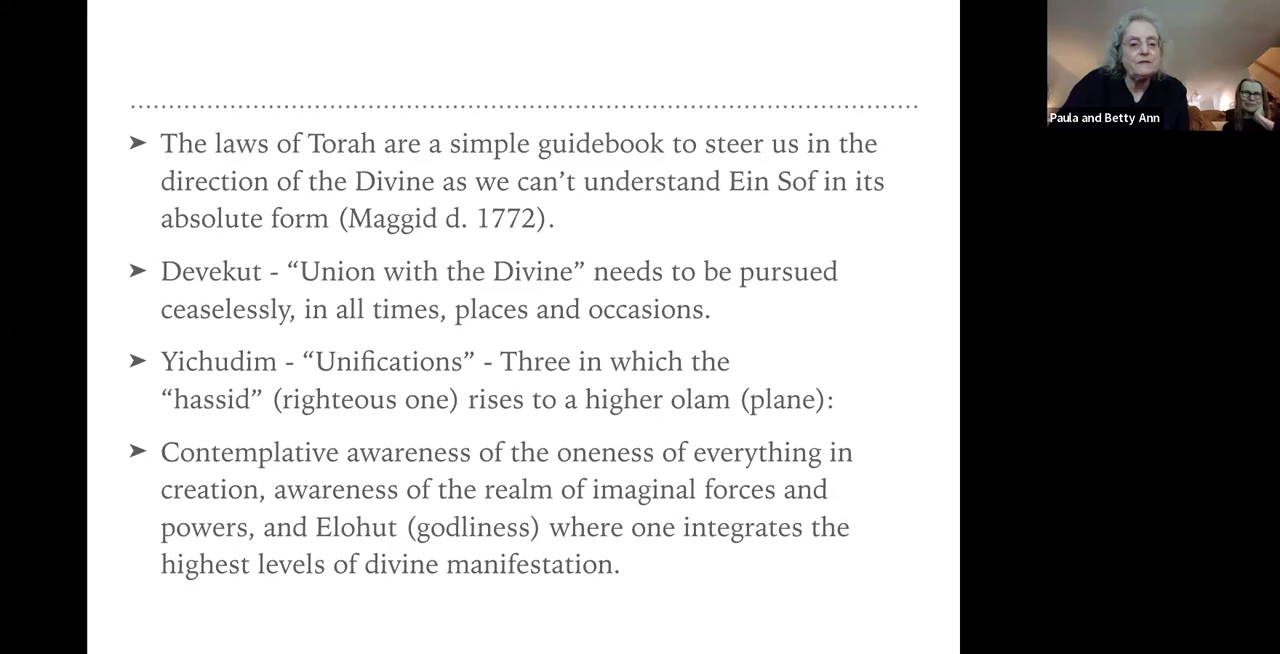 ➤ The laws of Torah are a simple guidebook to steer us in the
direction of the Divine as we can’t understand Ein Sof in its
absolute form (Maggid d. 1772).
➤ Devekut - “Union with the Divine” needs to be pursued
ceaselessly, in all times, places and occasions.
➤ Yichudim - “Unifications” - Three in which the
“hassid” (righteous one) rises to a higher olam (plane):
➤ Contemplative awareness of the oneness of everything in
creation, awareness of the realm of imaginal forces and
powers, and Elohut (godliness) where one integrates the
highest levels of divine manifestation.
Paula and Betty Ann